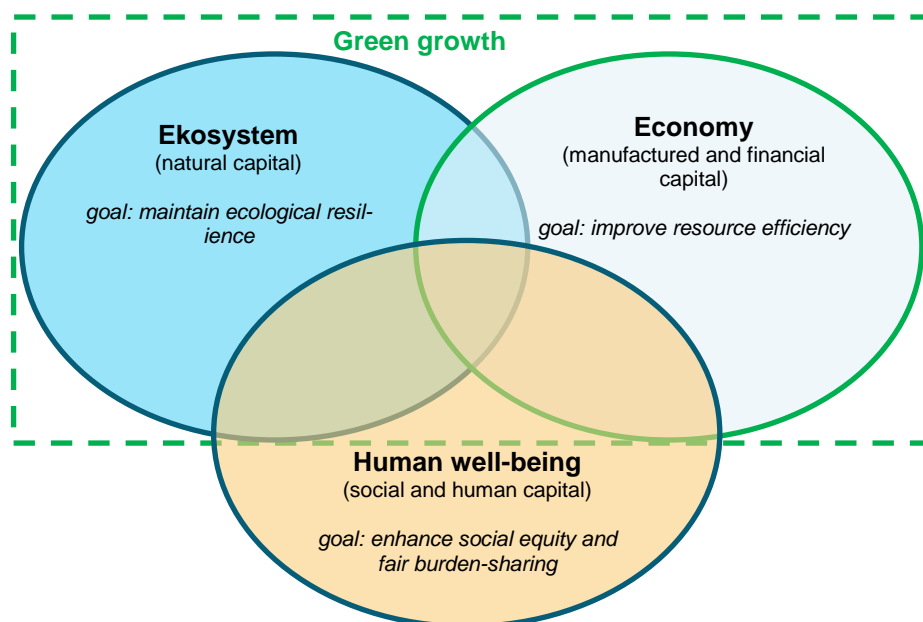 Green growth
Ekosystem
(natural capital)
goal: maintain ecological resil-
ience
Economy
(manufactured and financial
capital)
goal: improve resource efficiency
Human well-being
(social and human capital)
goal: enhance social equity and
fair burden-sharing